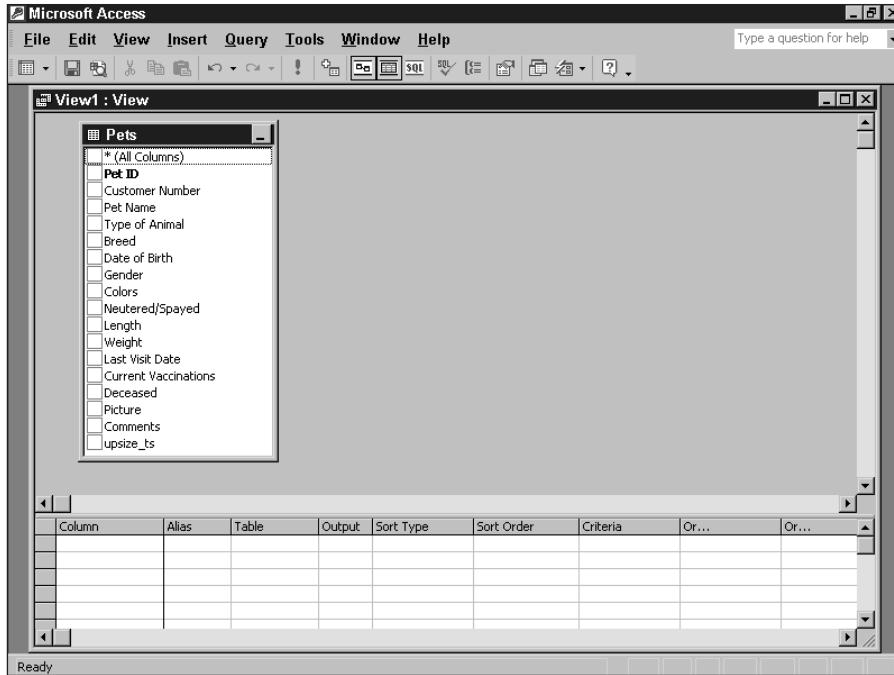 Microsoft Access
File Edit View Insert Query Tools Window Help
Type a question for help
SQL SQL
View1 : View
Pets
* (All Columns)
Pet ID
Customer Number
Pet Name
Type of Animal
Breed
Date of Birth
Gender
Colors
Neutered/Spayed
Length
Weight
Last Visit Date
Current Vaccinations
Deceased
Picture
Comments
upsize_ts
Column Alias Table Output Sort Type Sort Order Criteria Or... Or...
Ready